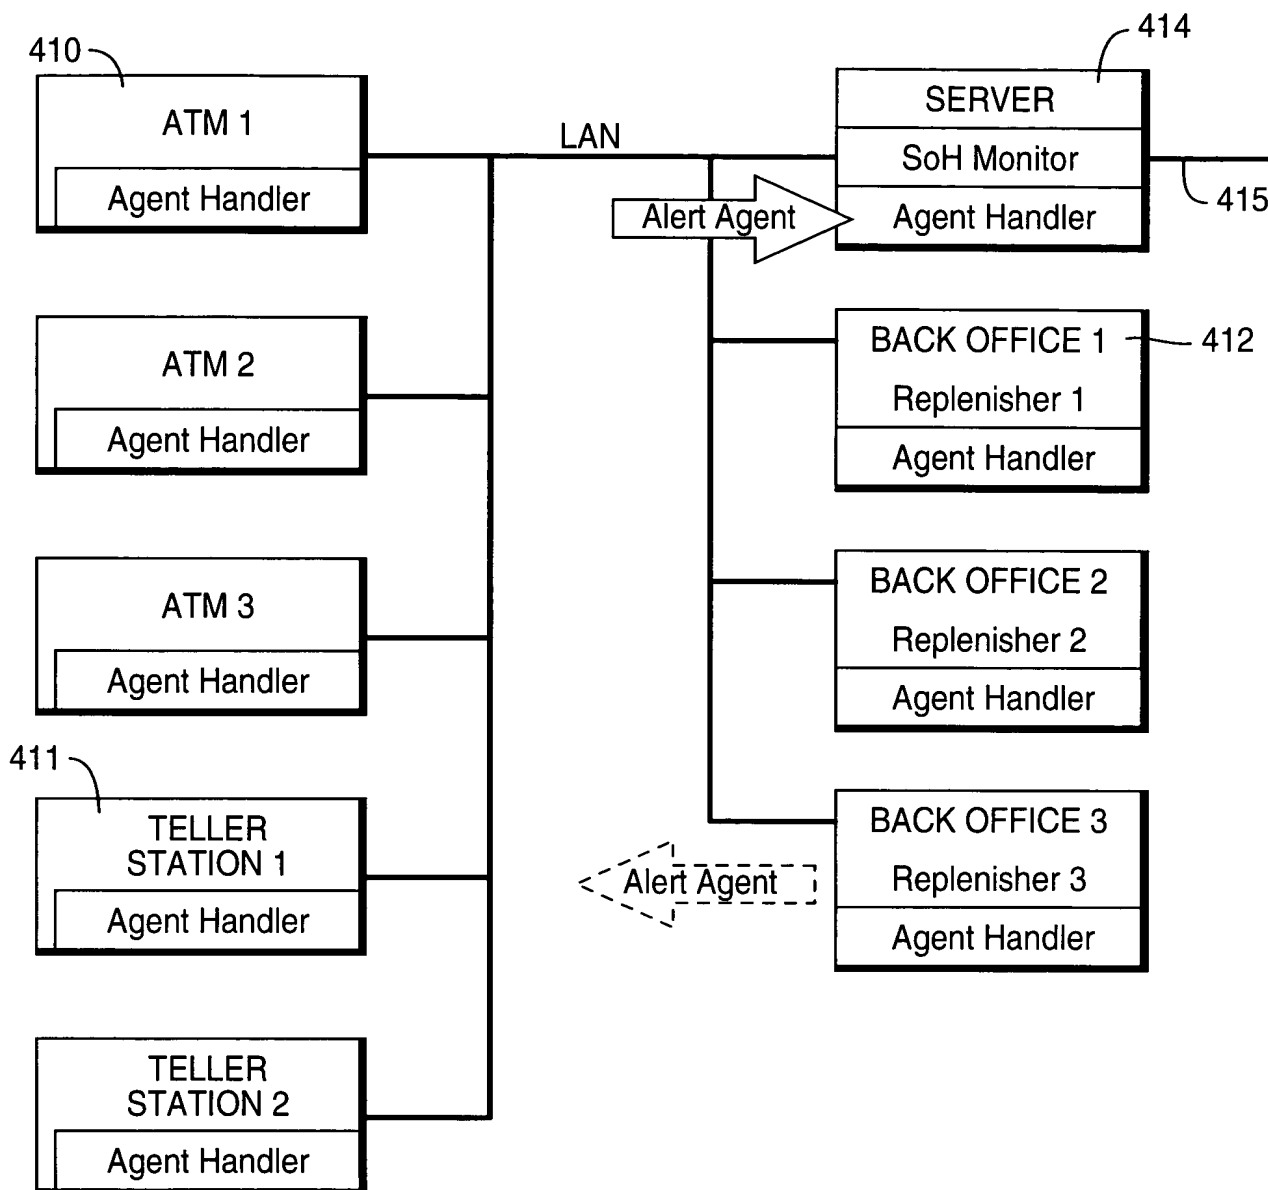 410
ATM 1
Agent Handler
ATM 2
Agent Handler
ATM 3
Agent Handler
411
TELLER
STATION 1
Agent Handler
TELLER
STATION 2
Agent Handler
LAN
Alert Agent
414
SERVER
SoH Monitor
Agent Handler
415
BACK OFFICE 1
412
Replenisher 1
Agent Handler
BACK OFFICE 2
Replenisher 2
Agent Handler
BACK OFFICE 3
Replenisher 3
Agent Handler
Alert Agent